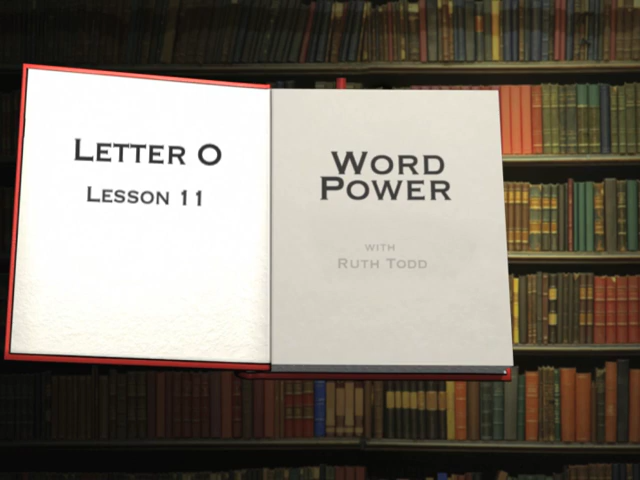 LETTER O
LESSON 11
WORD
POWER
WITH
RUTH TODD